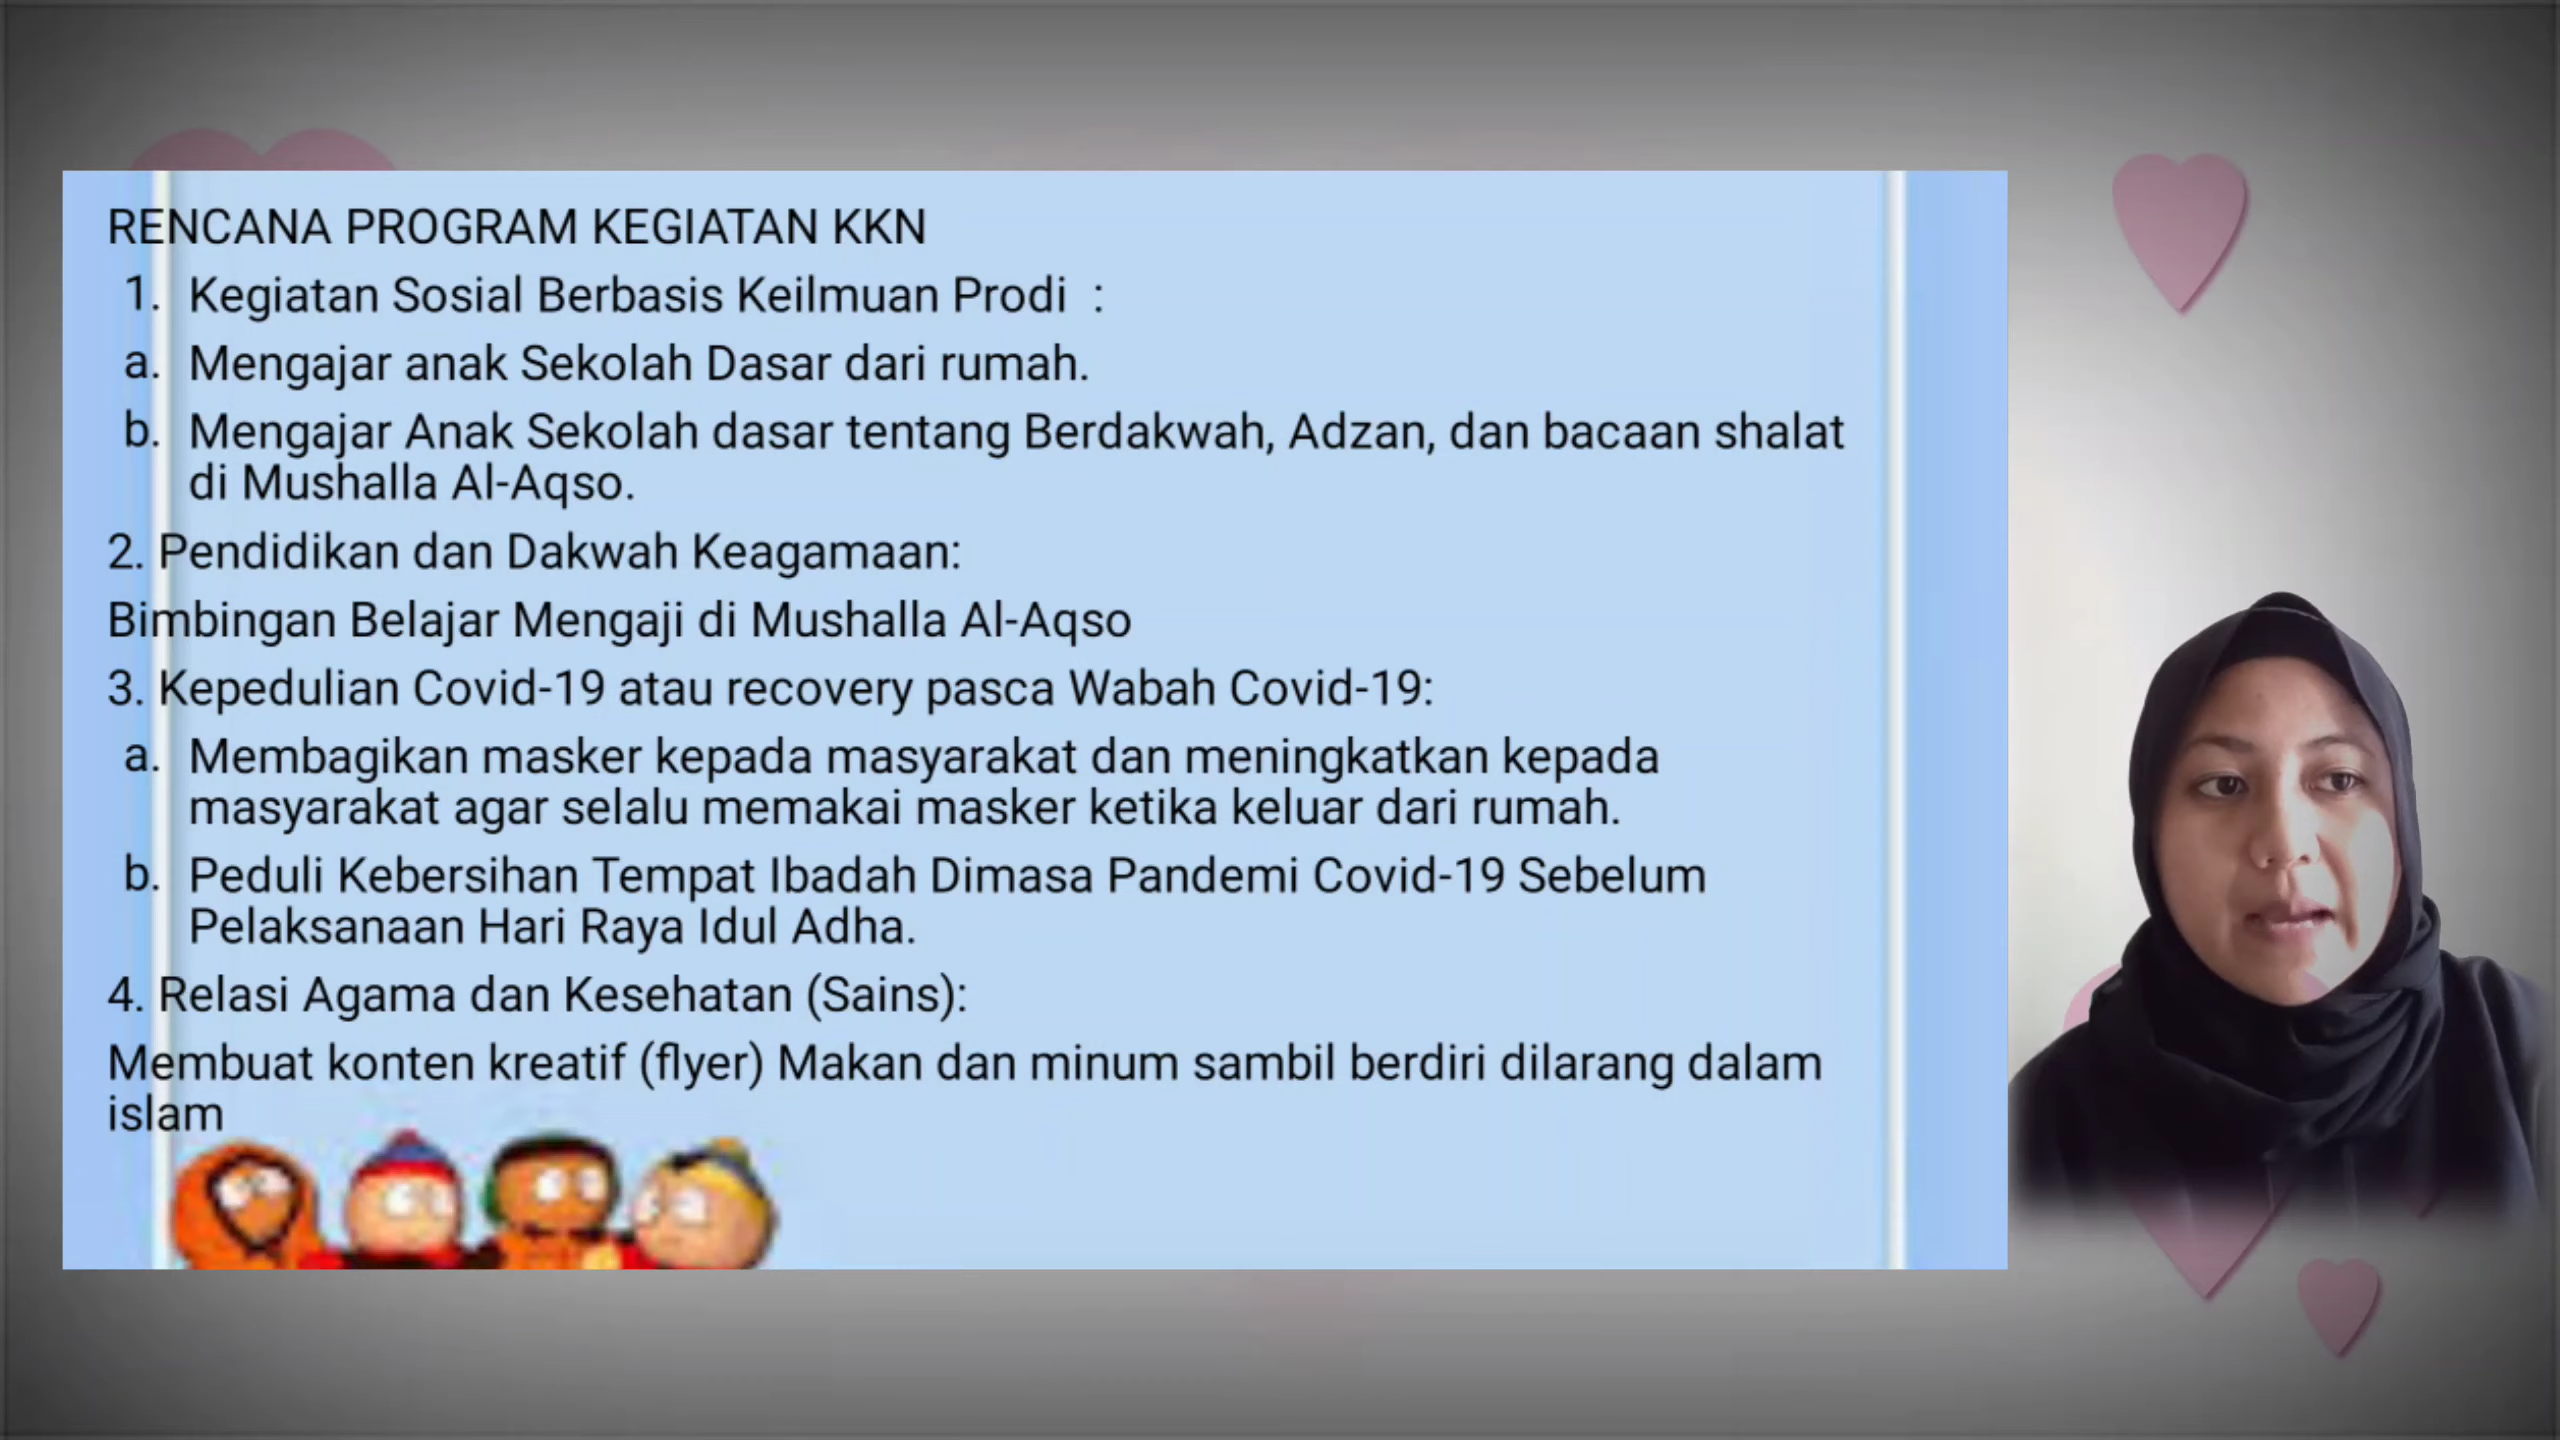 RENCANA PROGRAM KEGIATAN KKN
1. Kegiatan Sosial Berbasis Keilmuan Prodi :
a. Mengajar anak Sekolah Dasar dari rumah.
b. Mengajar Anak Sekolah dasar tentang Berdakwah, Adzan, dan bacaan shalat
di Mushalla Al-Aqso.
2. Pendidikan dan Dakwah Keagamaan:
Bimbingan Belajar Mengaji di Mushalla Al-Aqso
3. Kepedulian Covid-19 atau recovery pasca Wabah Covid-19:
a. Membagikan masker kepada masyarakat dan meningkatkan kepada
masyarakat agar selalu memakai masker ketika keluar dari rumah.
b. Peduli Kebersihan Tempat Ibadah Dimasa Pandemi Covid-19 Sebelum
Pelaksanaan Hari Raya Idul Adha.
4. Relasi Agama dan Kesehatan (Sains):
Membuat konten kreatif (flyer) Makan dan minum sambil berdiri dilarang dalam
islam